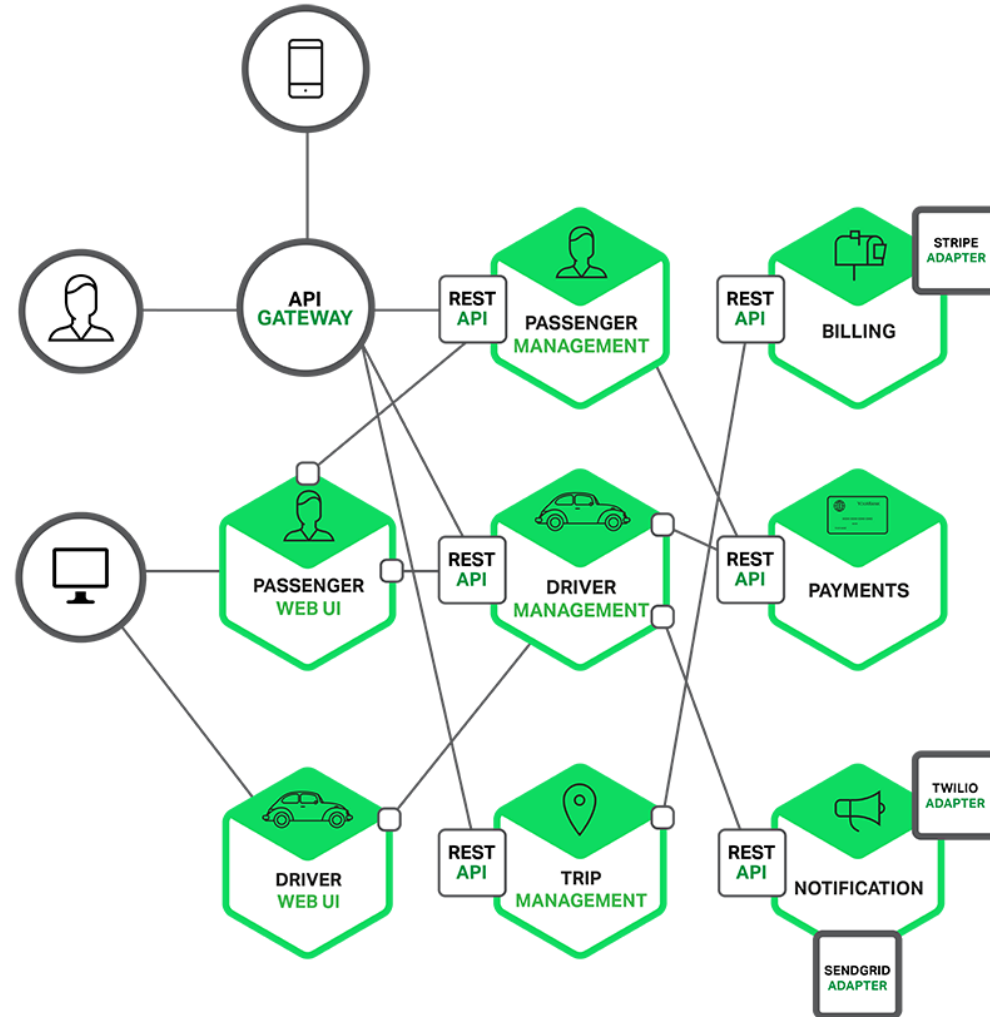 API
GATEWAY
REST
API
PASSENGER
MANAGEMENT
REST
API
BILLING
STRIPE
ADAPTER
PASSENGER
WEB UI
REST
API
DRIVER
MANAGEMENT
REST
API
PAYMENTS
DRIVER
WEB UI
REST
API
TRIP
MANAGEMENT
REST
API
NOTIFICATION
TWILIO
ADAPTER
SENDGRID
ADAPTER